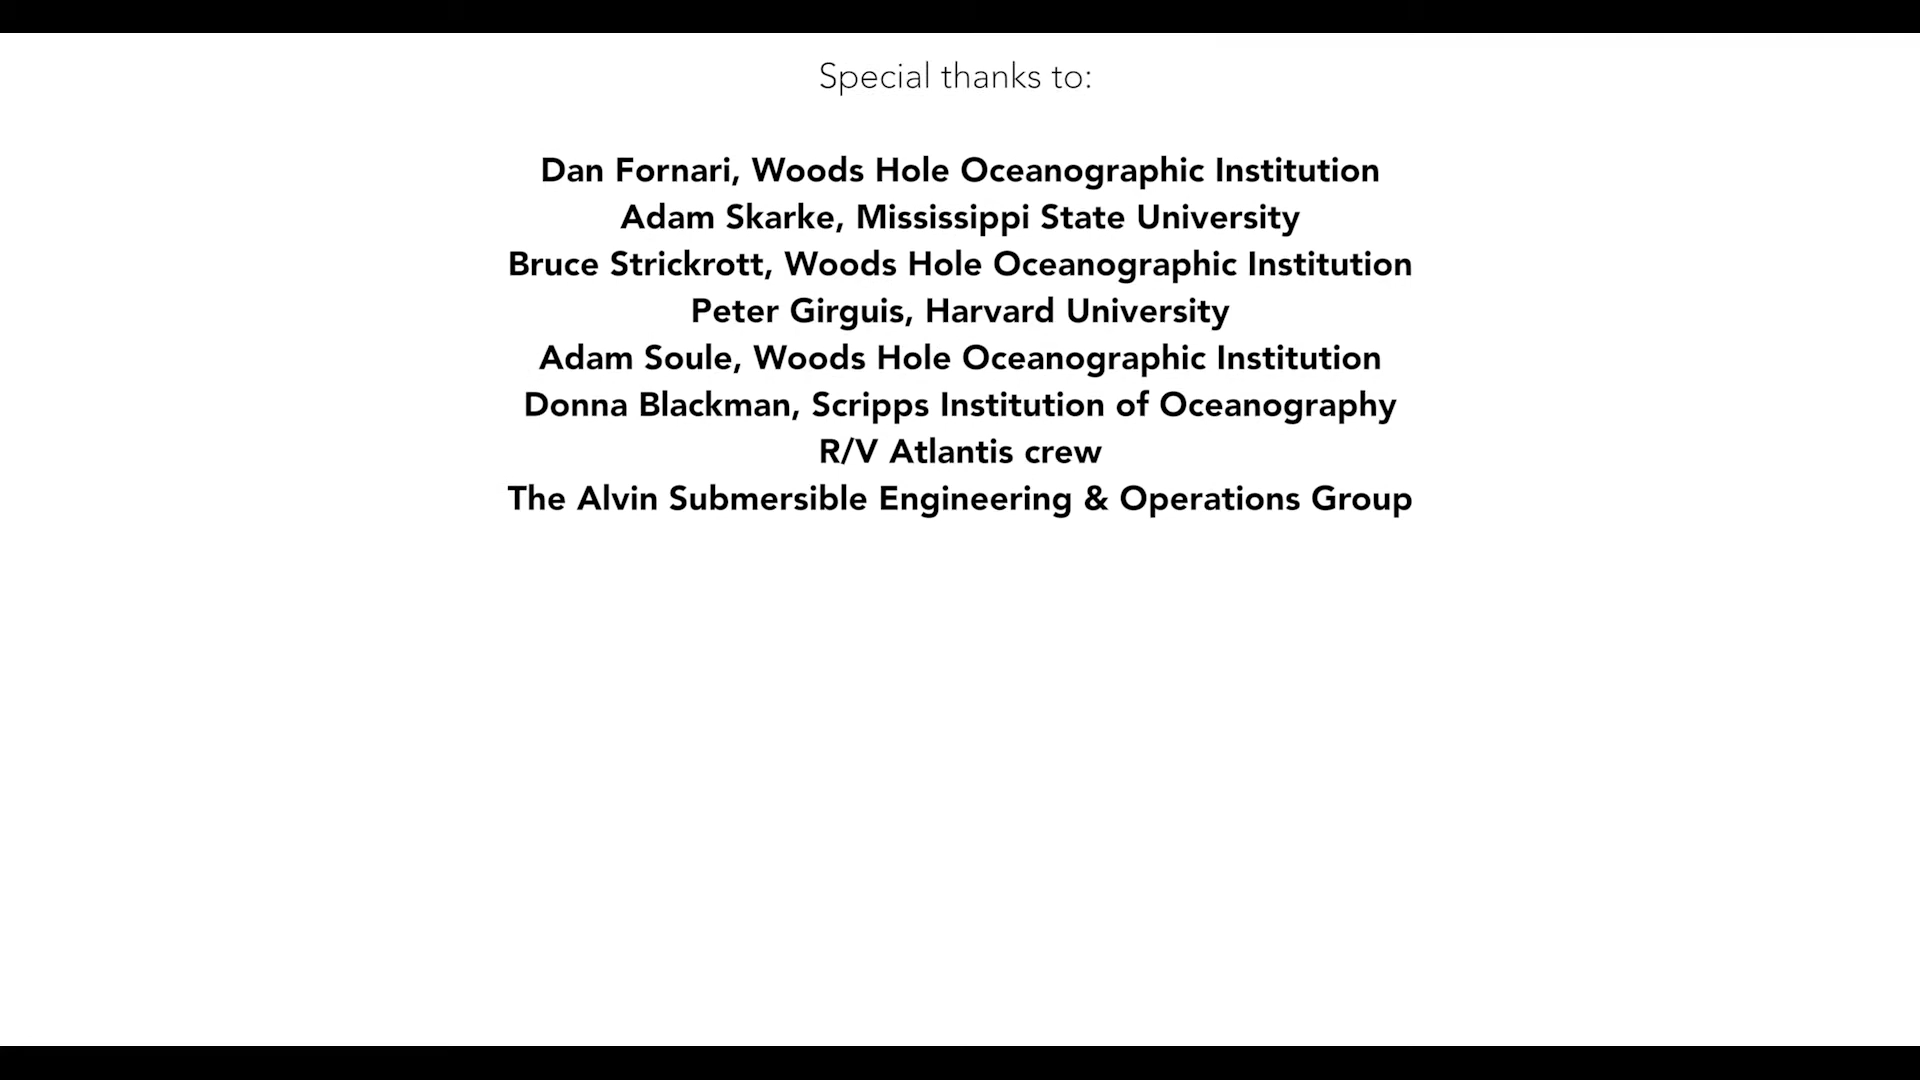 Special thanks to:
Dan Fornari, Woods Hole Oceanographic Institution
Adam Skarke, Mississippi State University
Bruce Strickrott, Woods Hole Oceanographic Institution
Peter Girguis, Harvard University
Adam Soule, Woods Hole Oceanographic Institution
Donna Blackman, Scripps Institution of Oceanography
R/V Atlantis crew
The Alvin Submersible Engineering & Operations Group